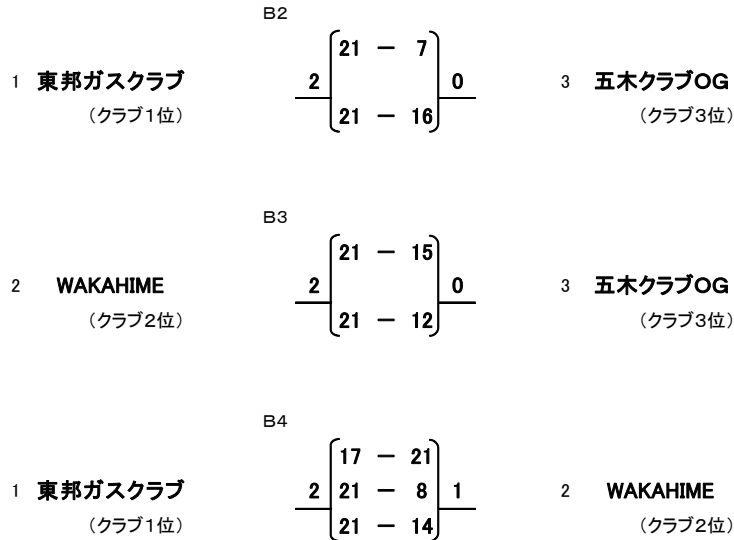 B2
21 － 7
1 東邦ガスクラブ 2 0 3 五木クラブOG
（クラブ1位） 21 － 16 （クラブ3位）
B3
21 － 15
2 WAKAHIME 2 0 3 五木クラブOG
（クラブ2位） 21 － 12 （クラブ3位）
B4
17 － 21
1 東邦ガスクラブ 2 21 － 8 1 2 WAKAHIME
（クラブ1位） 21 － 14 （クラブ2位）